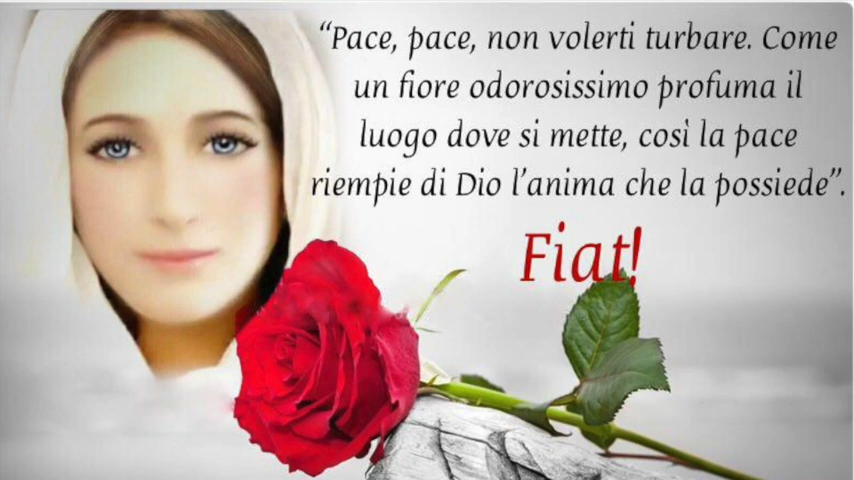 “Pace, pace, non volerti turbare. Come
un fiore odorosissimo profuma il
luogo dove si mette, così la pace
riempie di Dio l’anima che la possiede”.
Fiat!